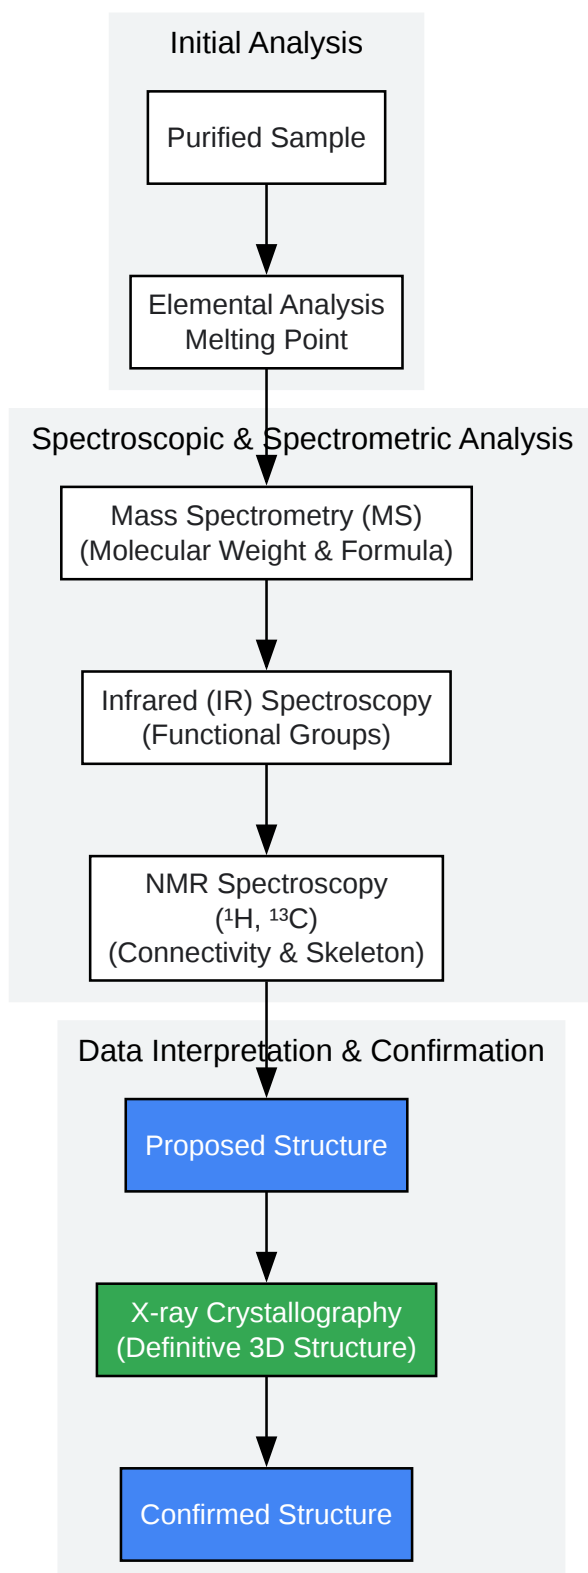 Initial Analysis
Purified Sample
Elemental Analysis
Melting Point
Spectroscopic & Spectrometric Analysis
Mass Spectrometry (MS)
(Molecular Weight & Formula)
Infrared (IR) Spectroscopy
(Functional Groups)
NMR Spectroscopy
(¹H, ¹³C)
(Connectivity & Skeleton)
Data Interpretation & Confirmation
Proposed Structure
X-ray Crystallography
(Definitive 3D Structure)
Confirmed Structure